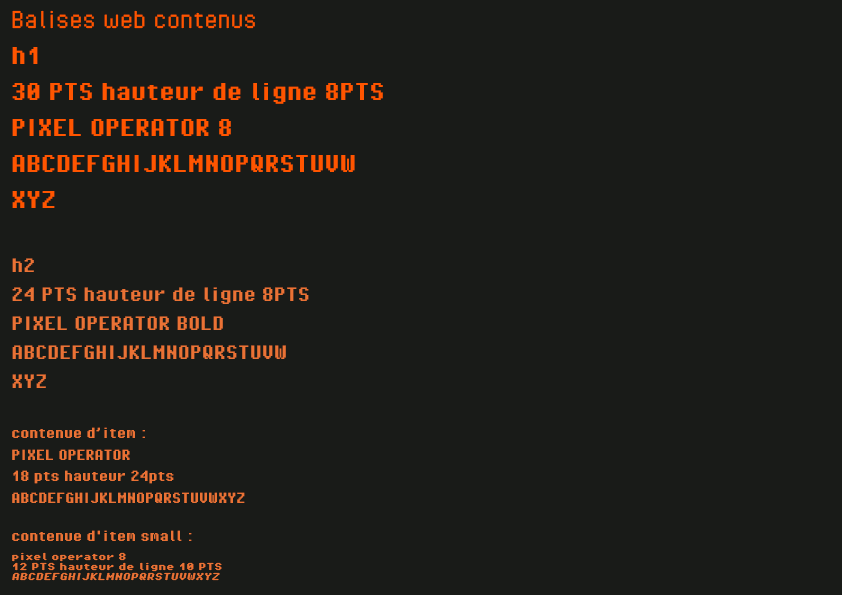 Balises web contenus
h1
30 PTS hauteur de ligne 8PTS
PIXEL OPERATOR 8
ABCDEFGHIJKLMNOPQRSTUVW
XYZ
h2
24 PTS hauteur de ligne 8PTS
PIXEL OPERATOR BOLD
ABCDEFGHIJKLMNOPQRSTUVW
XYZ
contenue d'item :
PIXEL OPERATOR
18 pts hauteur 24pts
ABCDEFGHIJKLMNOPQRSTUVWXYZ
contenue d'item small :
pixel operator 8
12 PTS hauteur de ligne 10 PTS
ABCDEFGHIJKLMNOPQRSTUVWXYZ